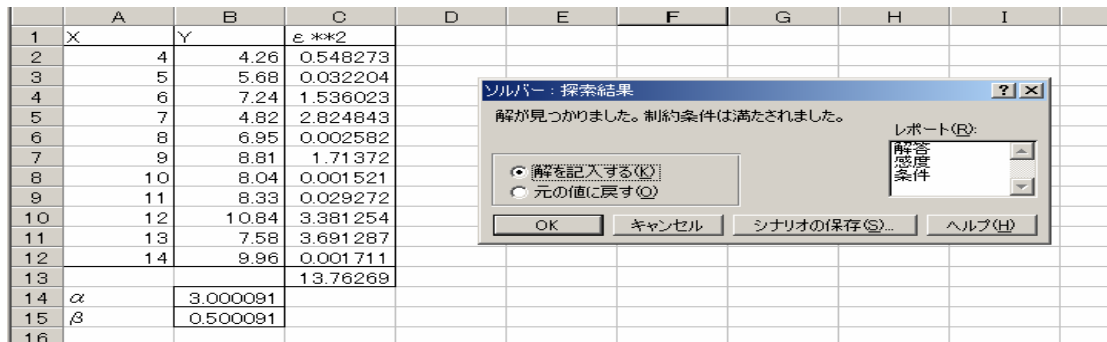 A B C D E F G H I
1 X Y ε **2
2 4 4.26 0.548273
3 5 5.68 0.032204
4 6 7.24 1.536023
5 7 4.82 2.824843
6 8 6.95 0.002582
7 9 8.81 1.71372
8 10 8.04 0.001521
9 11 8.33 0.029272
10 12 10.84 3.381254
11 13 7.58 3.691287
12 14 9.96 0.001711
13 13.76269
14 α 3.000091
15 β 0.500091
16
ソルバー : 探索結果
解が見つかりました。制約条件は満たされました。
レポート(R):
解答
感度
条件
解を記入する(K)
元の値に戻す(O)
OK キャンセル シナリオの保存(S)... ヘルプ(H)